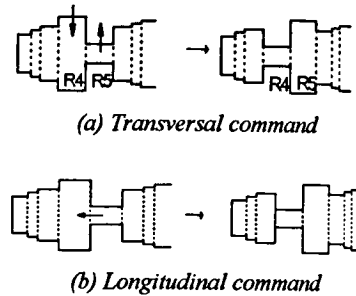 R4 R5 R4 R5
(a) Transversal command
(b) Longitudinal command